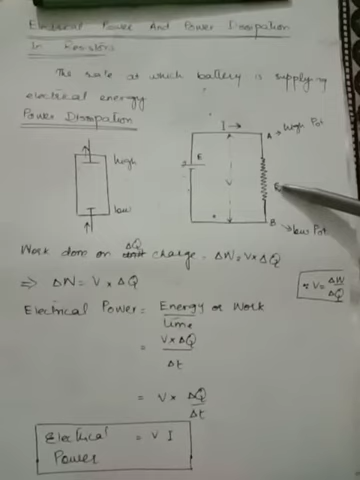 Electrical Power And Power Dissipation
In Resistors
The rate at which battery is supplying
electrical energy.
Power Dissipation
high
low
I →
A → High Pot
E
V
R
B → low Pot
Work done on ΔQ charge = ΔW = V × ΔQ
⇒ ΔW = V × ΔQ
∵ V = ΔW/ΔQ
Electrical Power = Energy or Work
Time
= V × ΔQ
Δt
= V × ΔQ
Δt
Electrical = V I
Power